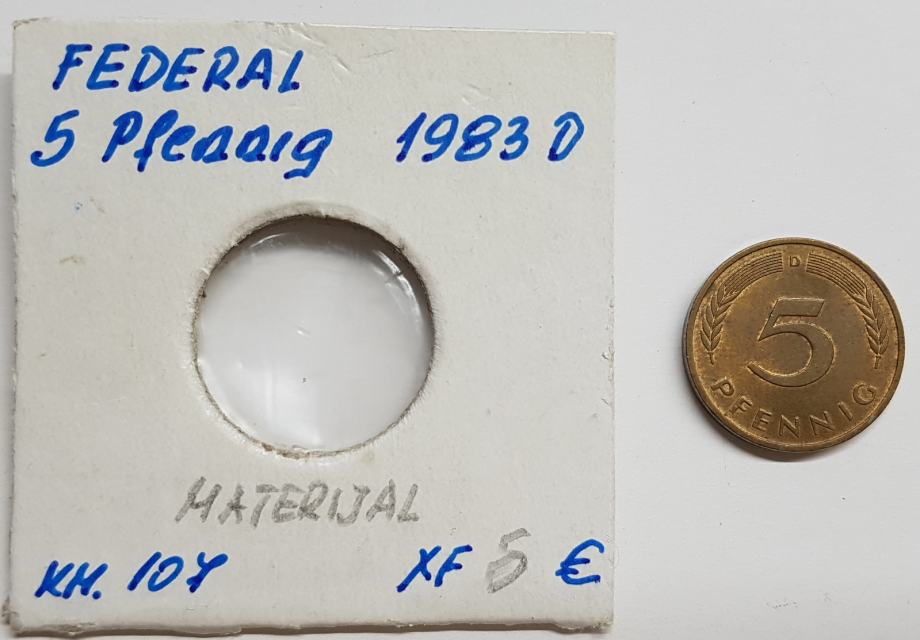 FEDERAL
5 Pfennig 1983 D
MATERIJAL
KM. 107
XF 5 €
D
5
PFENNIG